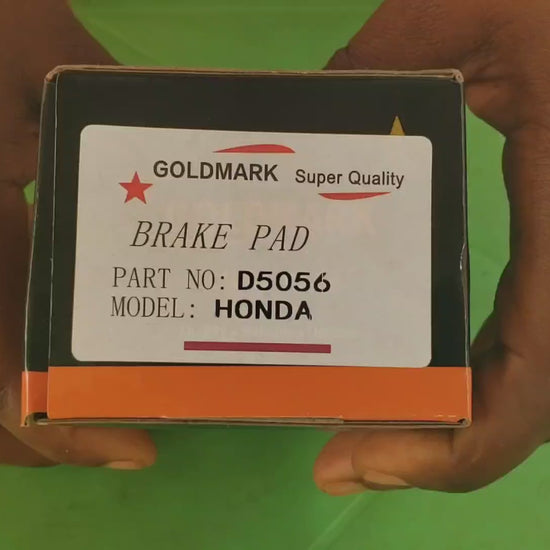 GOLDMARK Super Quality
BRAKE PAD
PART NO: D5056
MODEL: HONDA